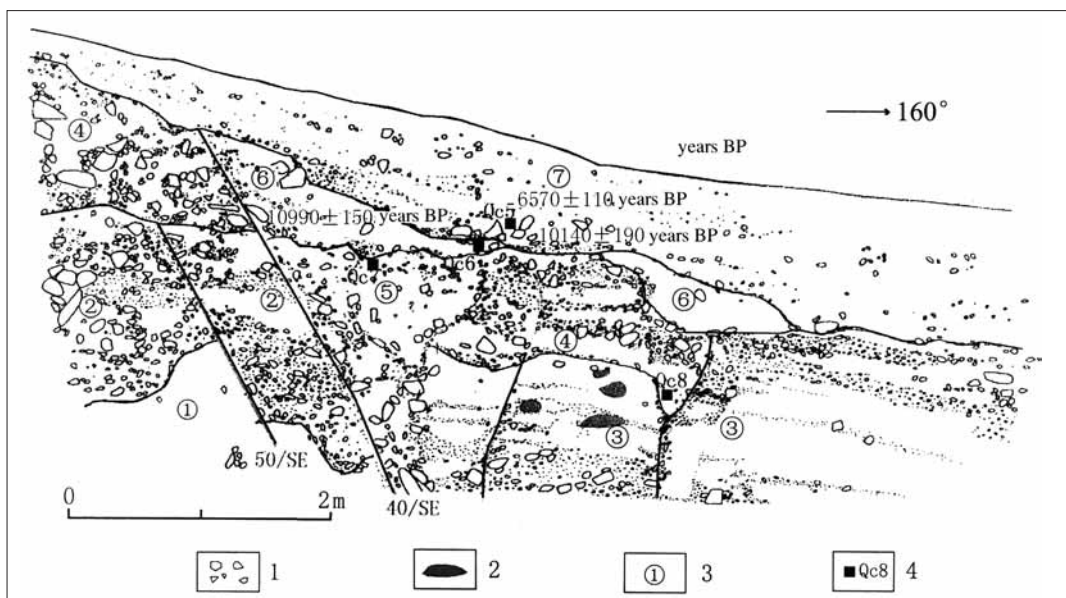 160°
years BP
④
⑥
⑦
Qc5
6570±110 years BP
10990±150 years BP
10140±190 years BP
Qc6
Qc
⑤
②
②
⑥
④
Qc8
①
③
③
50/SE
40/SE
0 2m
1 2 ① 3 ■Qc8 4